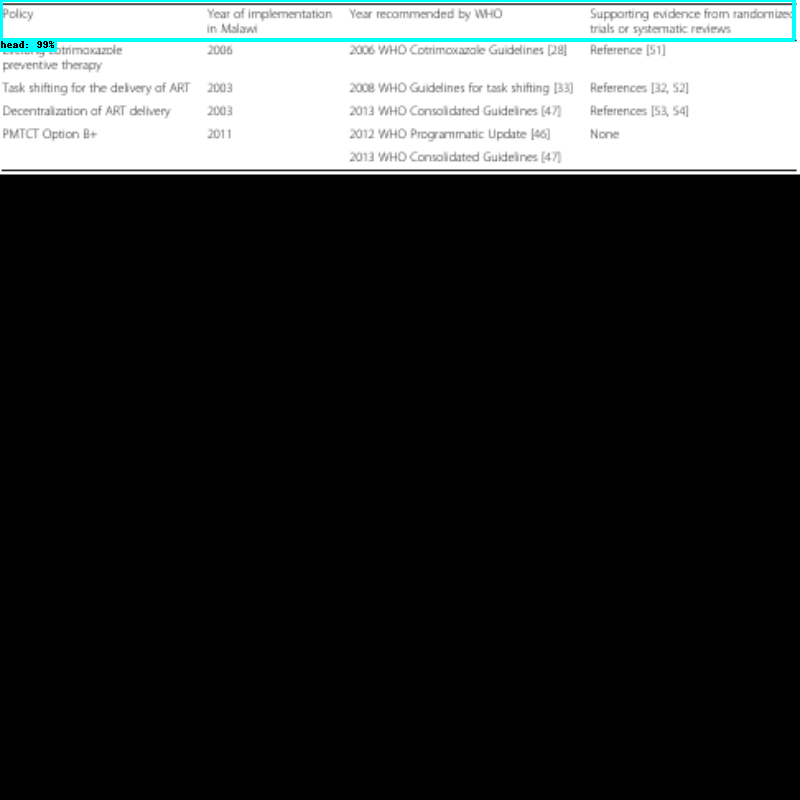 Policy Year of implementation Year recommended by WHO Supporting evidence from randomized
in Malawi trials or systematic reviews
head: 99%
cotrimoxazole 2006 2006 WHO Cotrimoxazole Guidelines [28] Reference [51]
preventive therapy
Task shifting for the delivery of ART 2003 2008 WHO Guidelines for task shifting [33] References [32, 52]
Decentralization of ART delivery 2003 2013 WHO Consolidated Guidelines [47] References [53, 54]
PMTCT Option B+ 2011 2012 WHO Programmatic Update [46] None
2013 WHO Consolidated Guidelines [47]